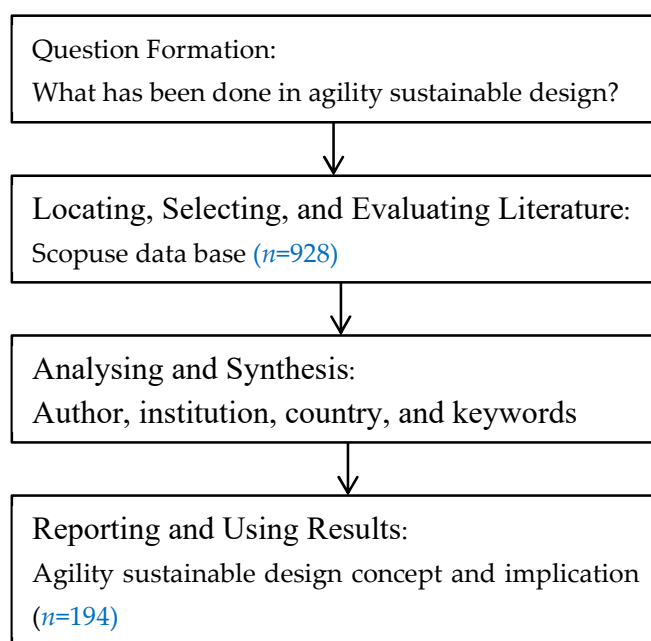 Question Formation:
What has been done in agility sustainable design?
Locating, Selecting, and Evaluating Literature:
Scopuse data base (n=928)
Analysing and Synthesis:
Author, institution, country, and keywords
Reporting and Using Results:
Agility sustainable design concept and implication
(n=194)